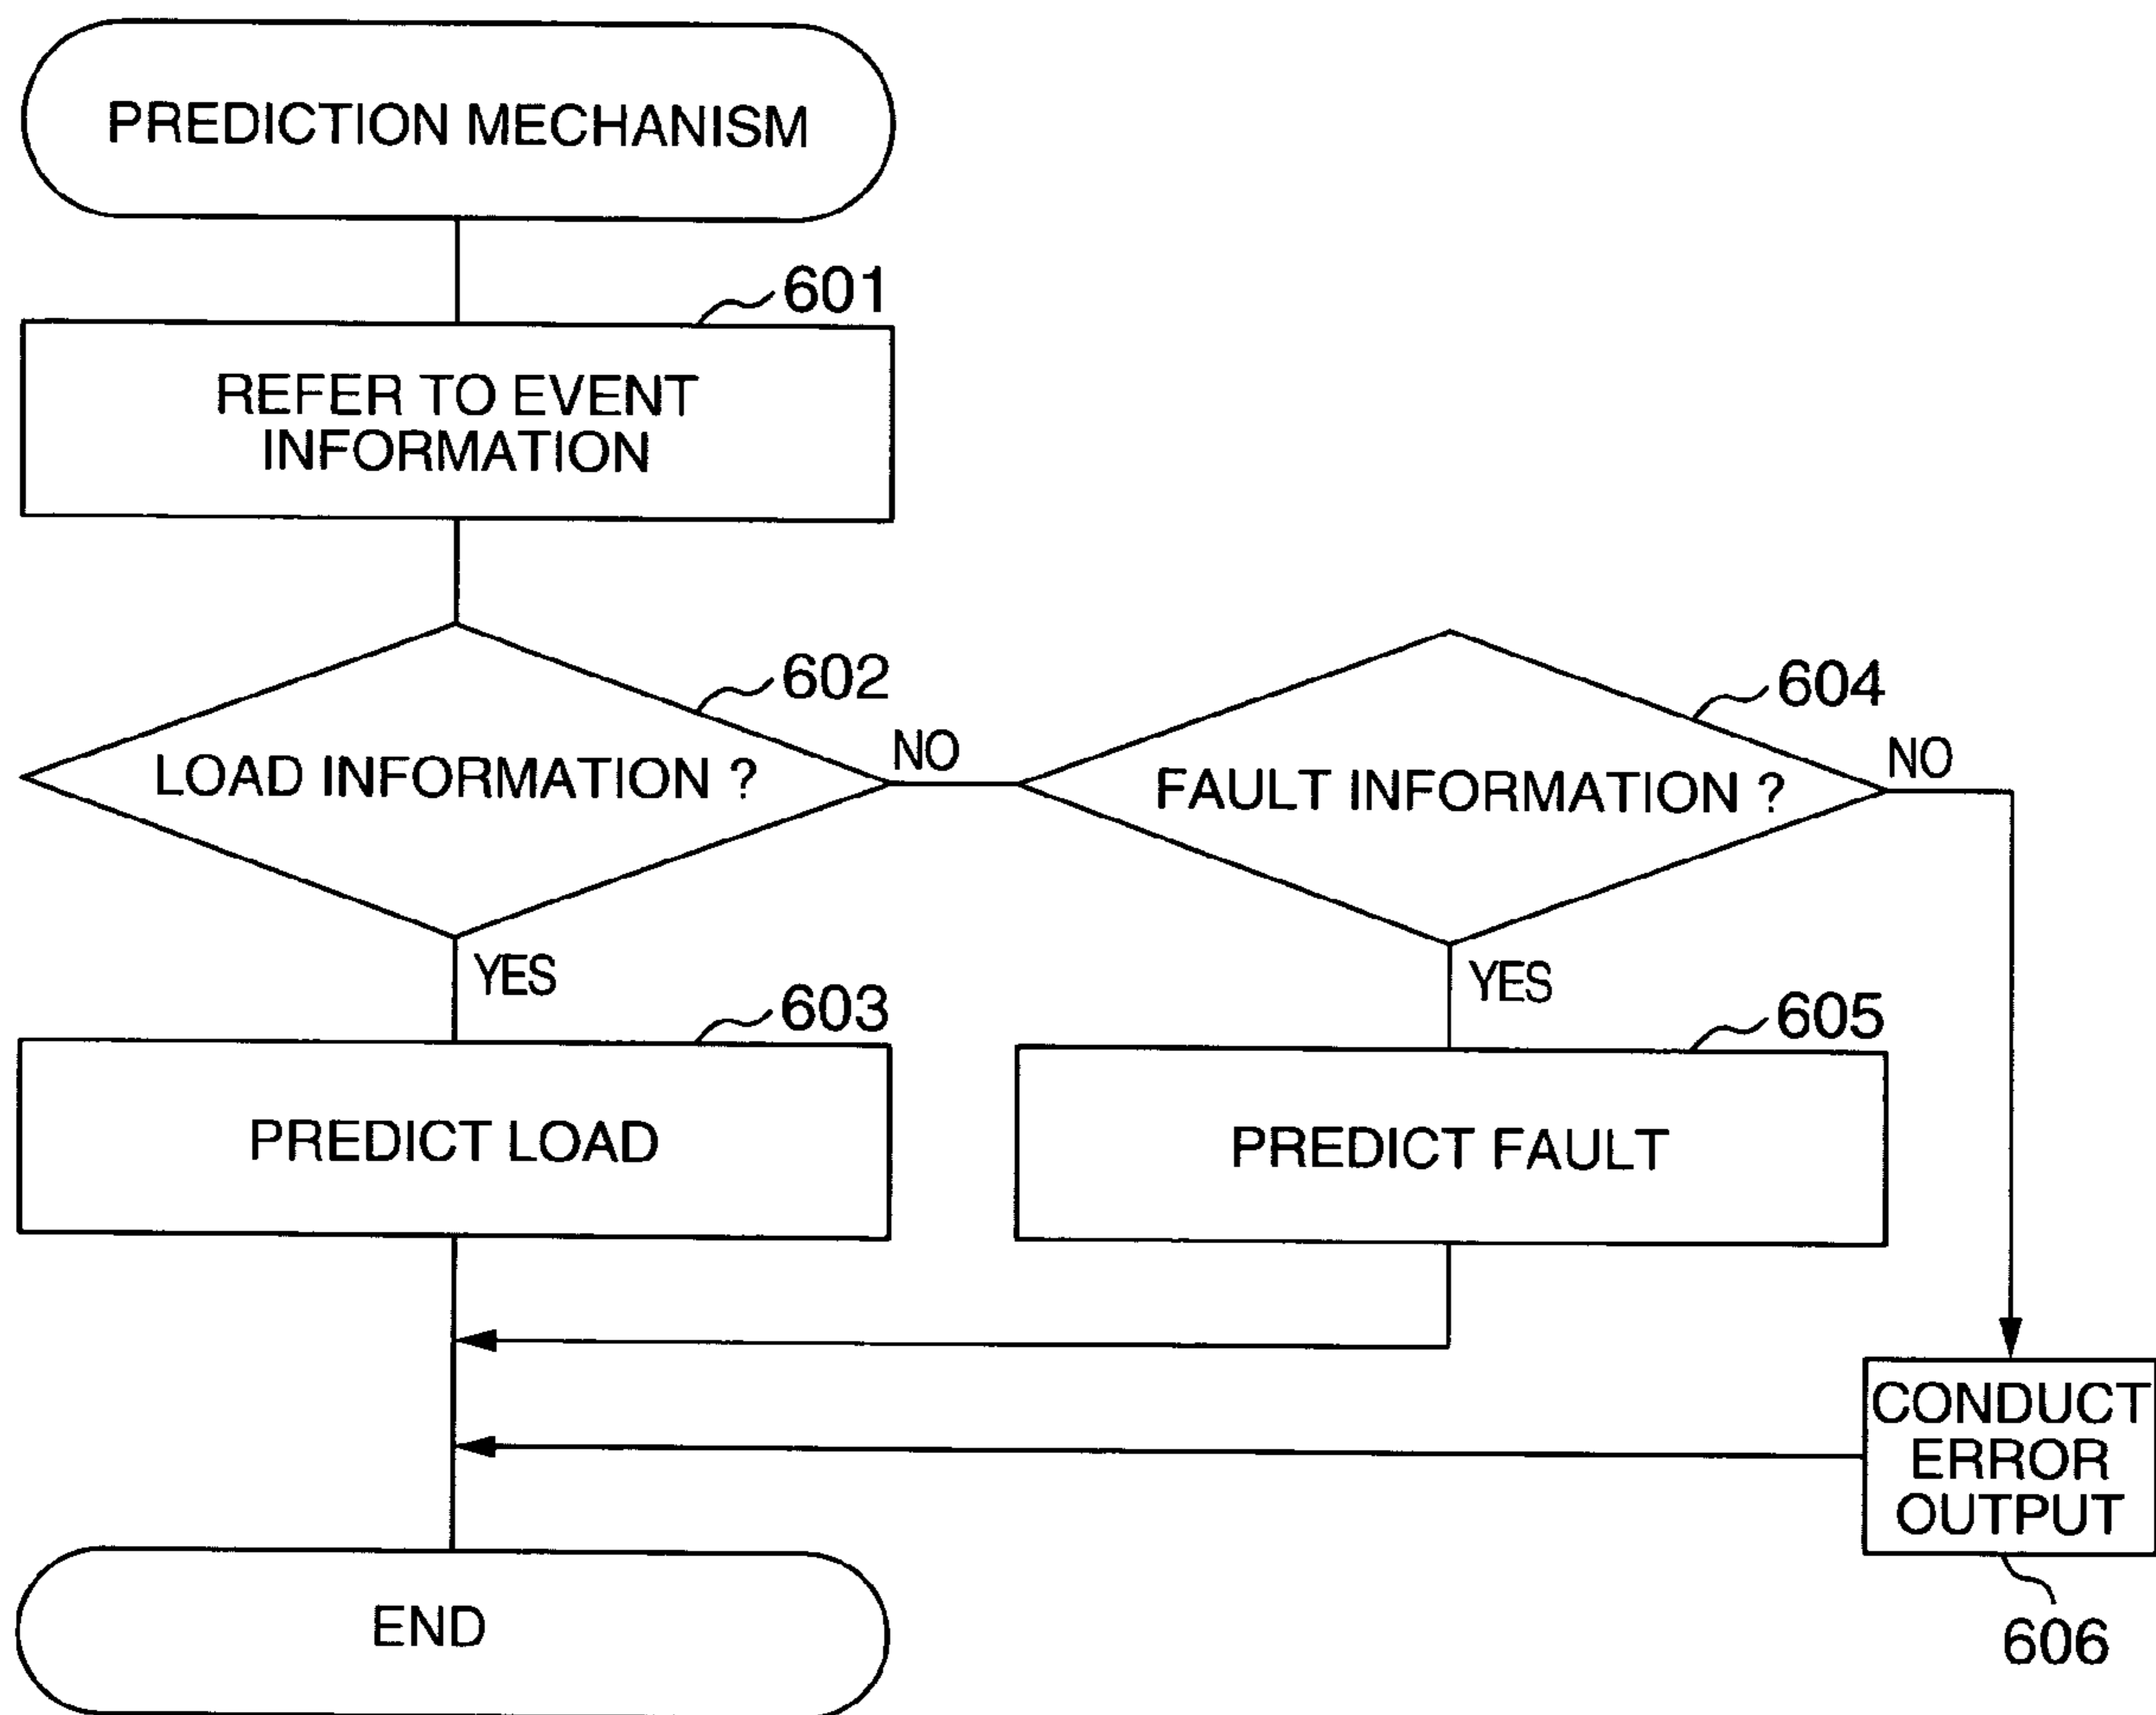 PREDICTION MECHANISM
601
REFER TO EVENT
INFORMATION
602
LOAD INFORMATION ?
NO
604
FAULT INFORMATION ?
NO
YES
603
PREDICT LOAD
YES
605
PREDICT FAULT
CONDUCT
ERROR
OUTPUT
606
END